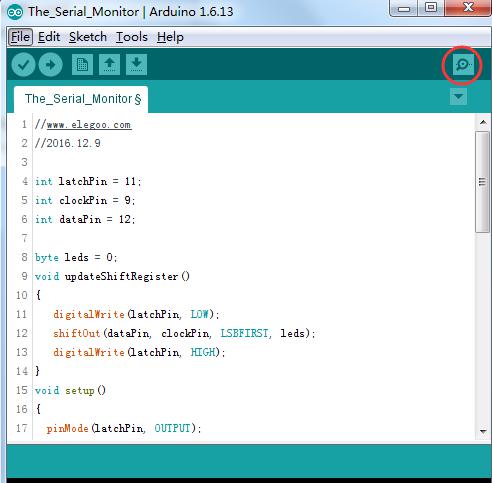 The_Serial_Monitor | Arduino 1.6.13
File Edit Sketch Tools Help
The_Serial_Monitor §
1 //www.elegoo.com
2 //2016.12.9
3
4 int latchPin = 11;
5 int clockPin = 9;
6 int dataPin = 12;
7
8 byte leds = 0;
9 void updateShiftRegister()
10 {
11 digitalWrite(latchPin, LOW);
12 shiftOut(dataPin, clockPin, LSBFIRST, leds);
13 digitalWrite(latchPin, HIGH);
14 }
15 void setup()
16 {
17 pinMode(latchPin, OUTPUT);